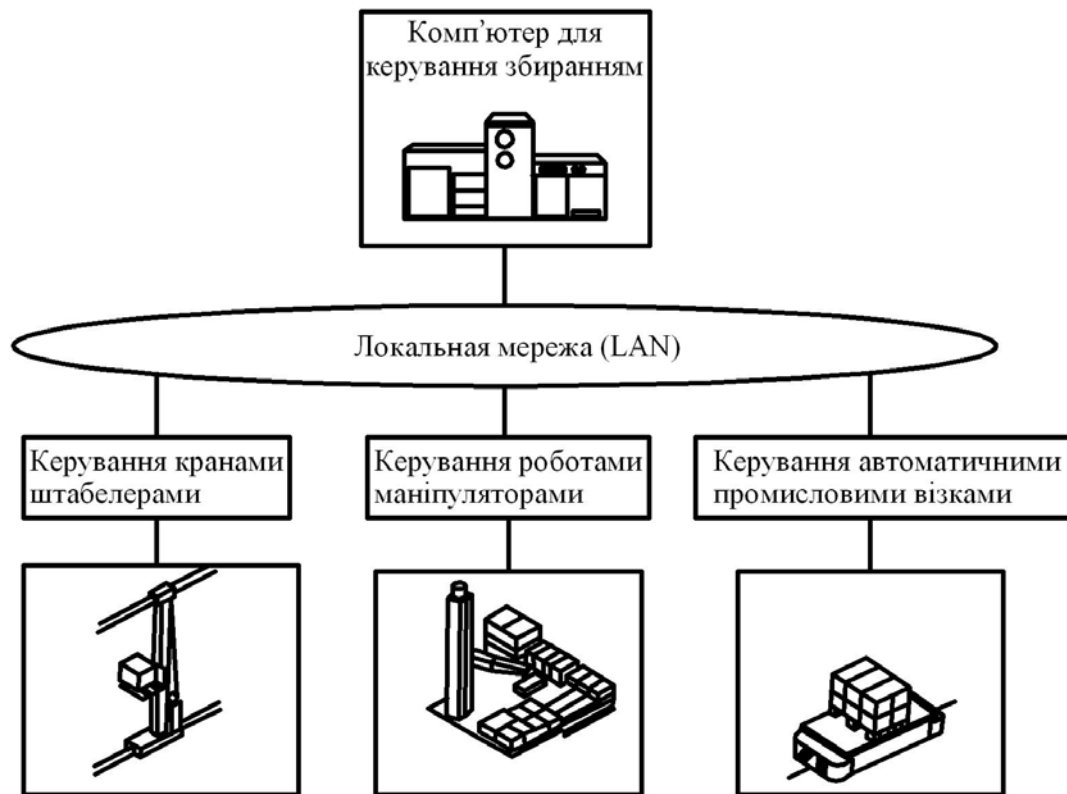 Комп’ютер для
керування збиранням
Локальная мережа (LAN)
Керування кранами
штабелерами
Керування роботами
маніпуляторами
Керування автоматичними
промисловими візками